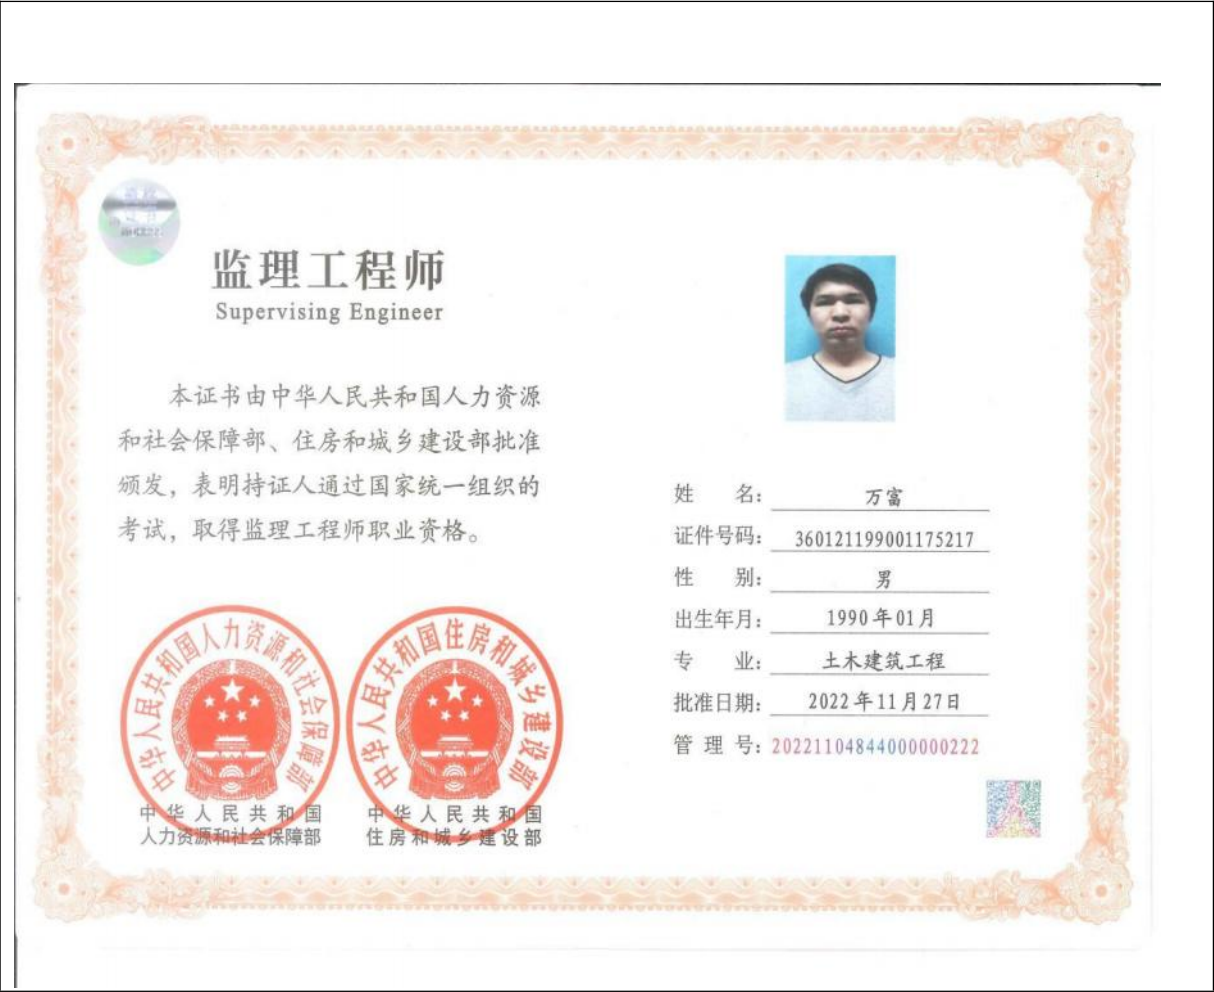 监理工程师
Supervising Engineer
本证书由中华人民共和国人力资源
和社会保障部、住房和城乡建设部批准
颁发，表明持证人通过国家统一组织的
考试，取得监理工程师职业资格。
中华人民共和国人力资源和社会保障部
中华人民共和国住房和城乡建设部
中华人民共和国
人力资源和社会保障部
中华人民共和国
住房和城乡建设部
姓 名：万富
证件号码：360121199001175217
性 别：男
出生年月：1990年01月
专 业：土木建筑工程
批准日期：2022年11月27日
管 理 号：20221104844000000222